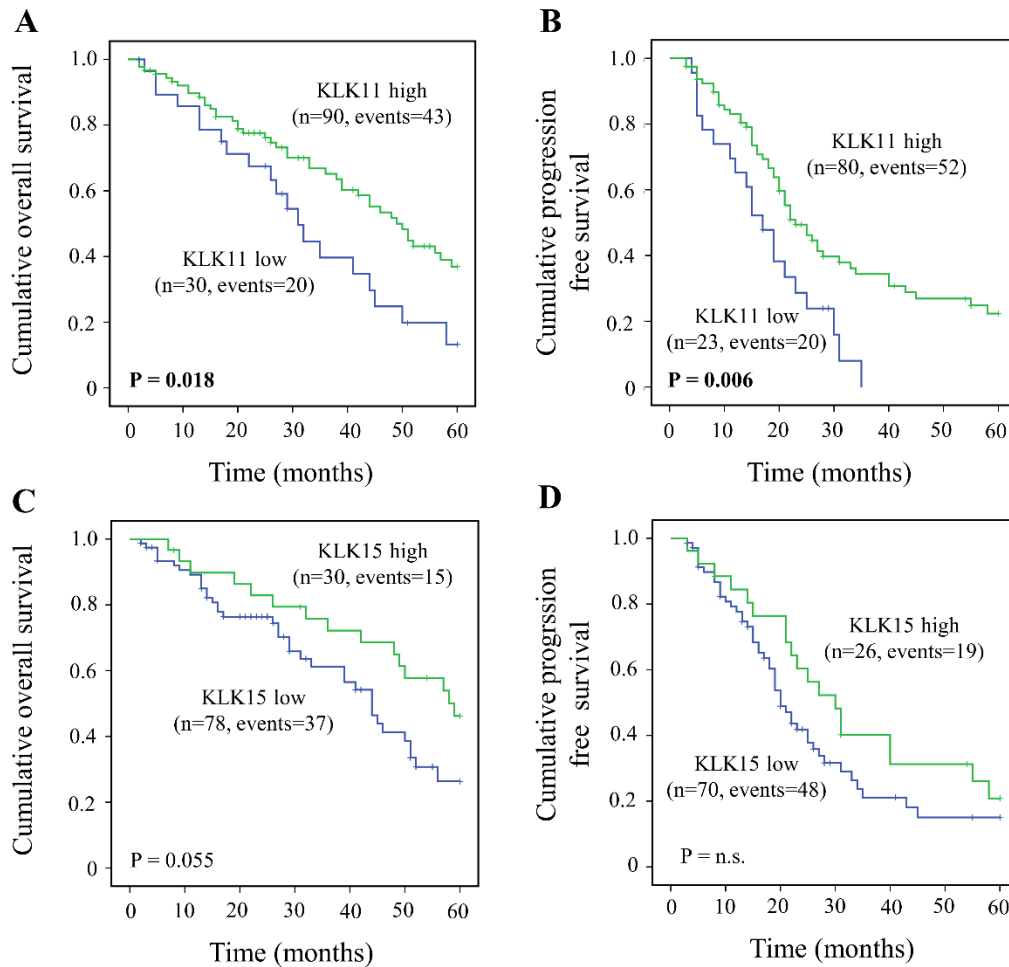 A
Cumulative overall survival
1.0
0.8
0.6
0.4
0.2
0
KLK11 high
(n=90, events=43)
KLK11 low
(n=30, events=20)
P = 0.018
0 10 20 30 40 50 60
Time (months)
B
Cumulative progression
free survival
1.0
0.8
0.6
0.4
0.2
0
KLK11 high
(n=80, events=52)
KLK11 low
(n=23, events=20)
P = 0.006
0 10 20 30 40 50 60
Time (months)
C
Cumulative overall survival
1.0
0.8
0.6
0.4
0.2
0
KLK15 high
(n=30, events=15)
KLK15 low
(n=78, events=37)
P = 0.055
0 10 20 30 40 50 60
Time (months)
D
Cumulative progrssion
free survival
1.0
0.8
0.6
0.4
0.2
0
KLK15 high
(n=26, events=19)
KLK15 low
(n=70, events=48)
P = n.s.
0 10 20 30 40 50 60
Time (months)